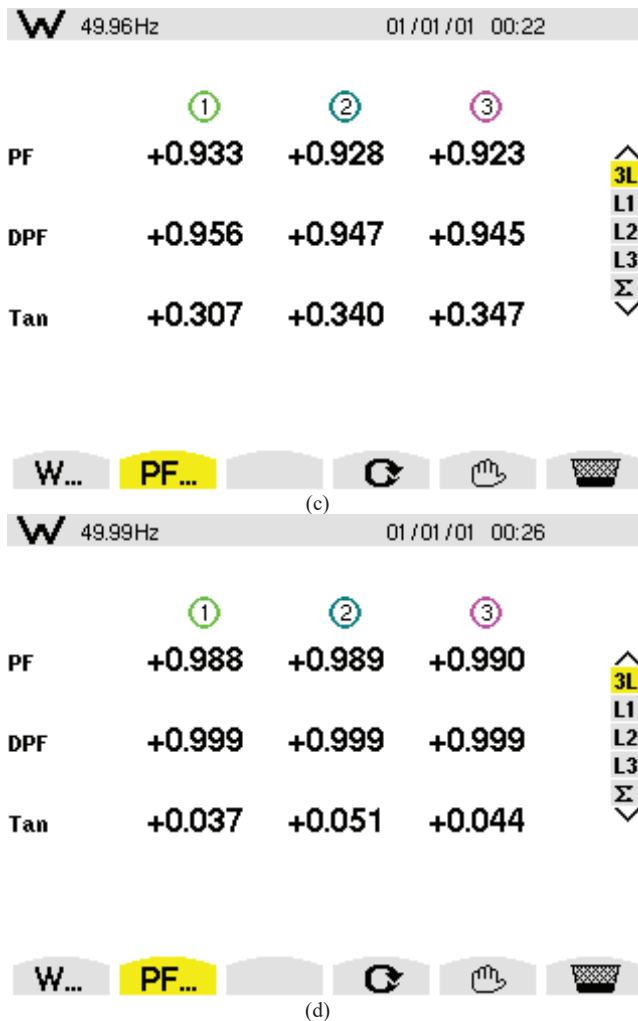 W 49.96Hz 01/01/01 00:22
1 2 3
PF +0.933 +0.928 +0.923
3L
L1
DPF +0.956 +0.947 +0.945
L2
L3
Σ
Tan +0.307 +0.340 +0.347
W... PF...
(c)
W 49.99Hz 01/01/01 00:26
1 2 3
PF +0.988 +0.989 +0.990
3L
L1
DPF +0.999 +0.999 +0.999
L2
L3
Σ
Tan +0.037 +0.051 +0.044
W... PF...
(d)